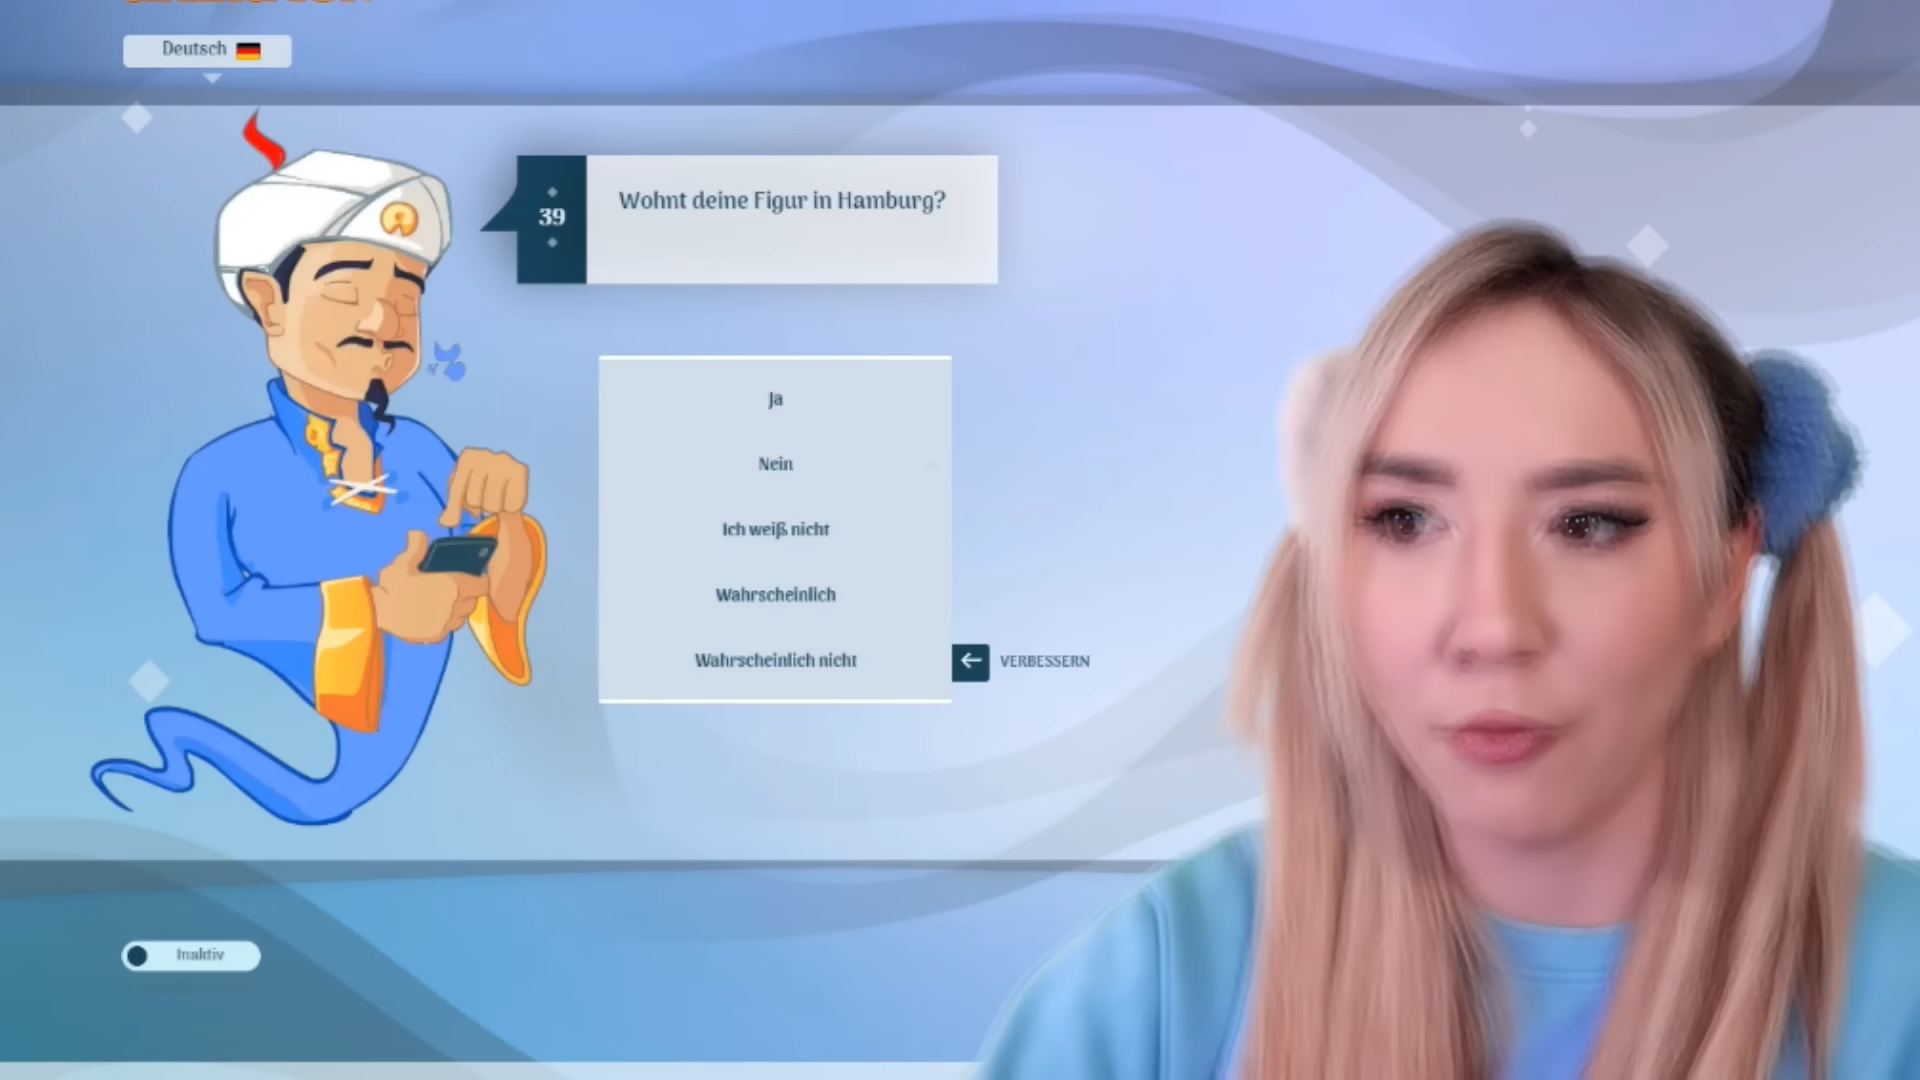 Deutsch
39
Wohnt deine Figur in Hamburg?
Ja
Nein
Ich weiß nicht
Wahrscheinlich
Wahrscheinlich nicht
VERBESSERN
Inaktiv